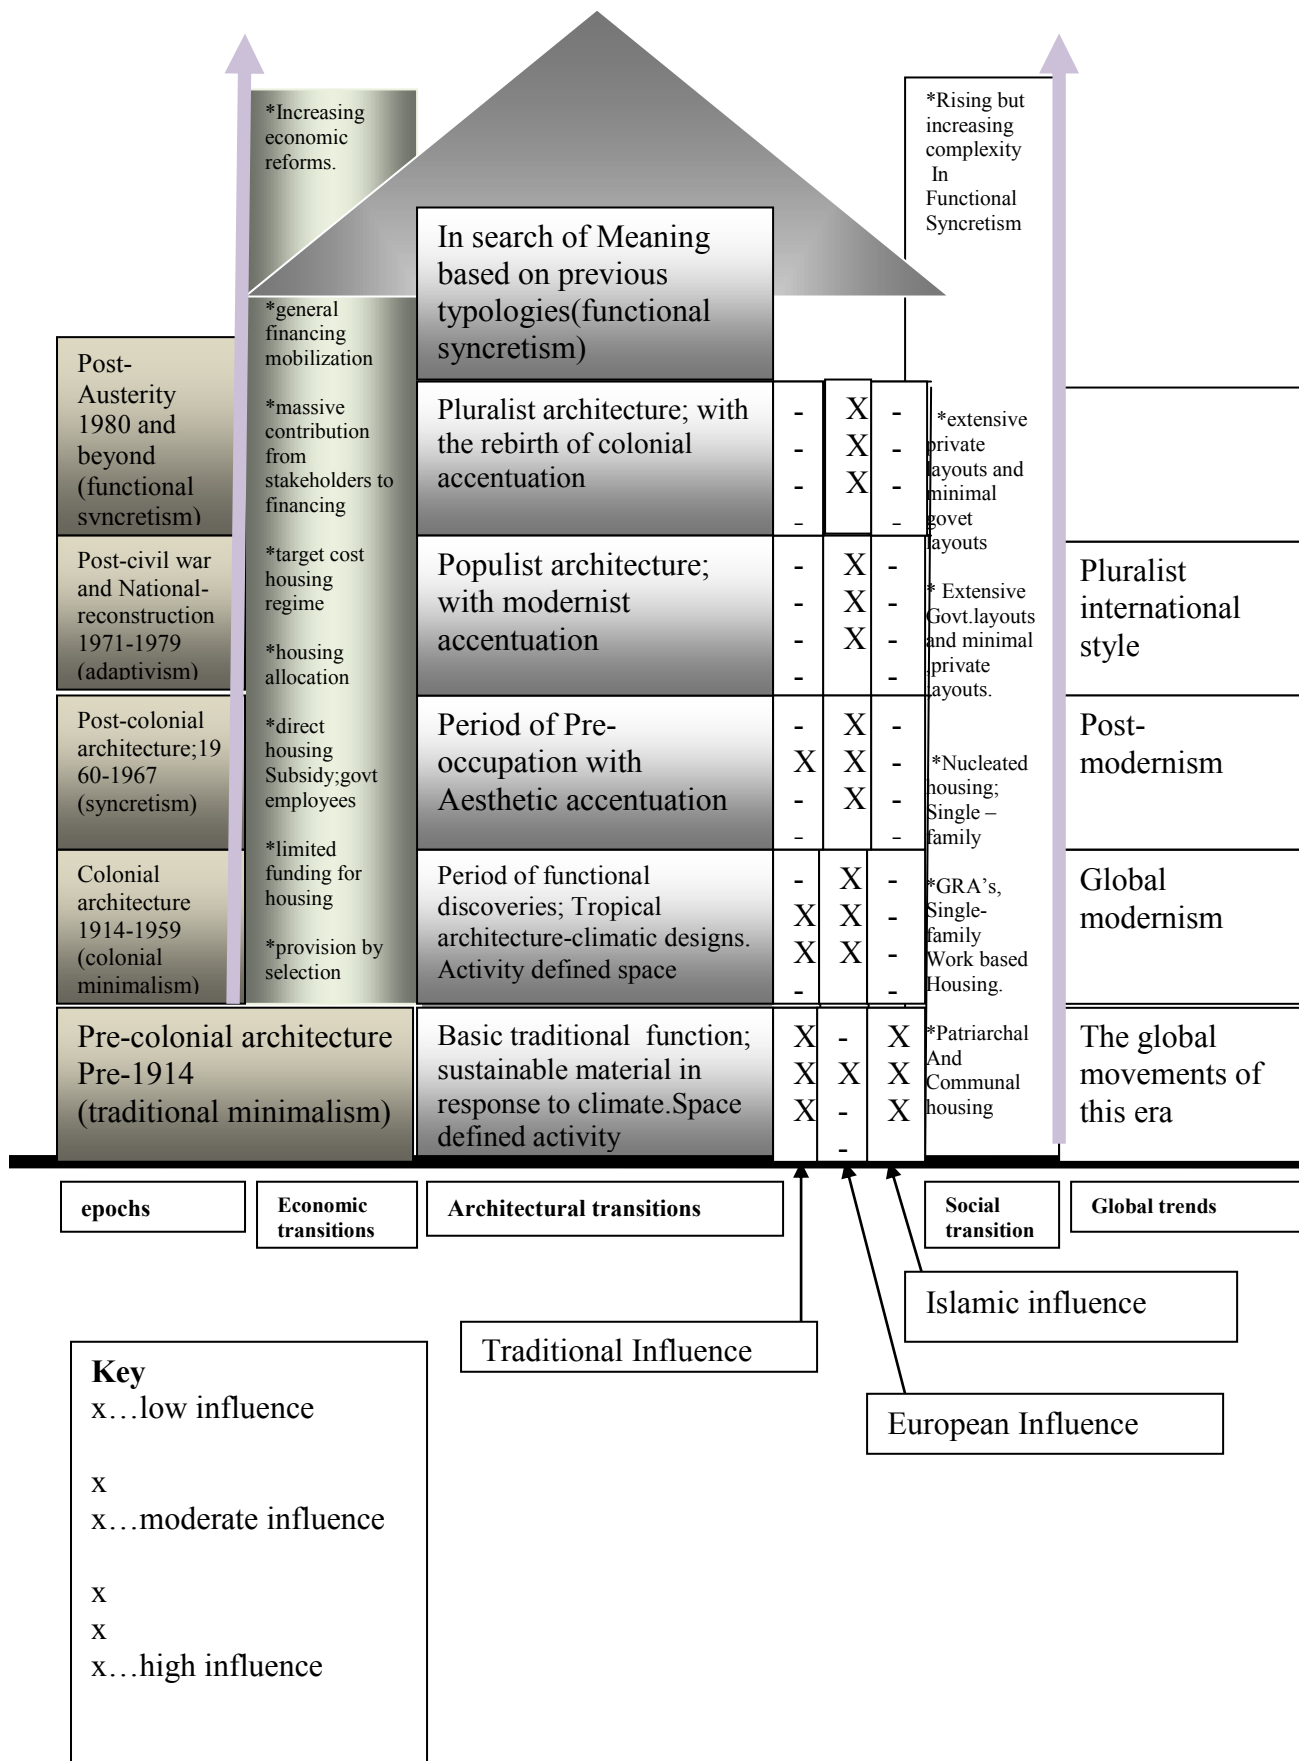 *Increasing
economic
reforms.
*general
financing
mobilization
*massive
contribution
from
stakeholders to
financing
*target cost
housing
regime
*housing
allocation
*direct
housing
Subsidy;govt
employees
*limited
funding for
housing
*provision by
selection
In search of Meaning
based on previous
typologies(functional
syncretism)
*Rising but
increasing
complexity
In
Functional
Syncretism
Post-
Austerity
1980 and
beyond
(functional
syncretism)
Pluralist architecture; with
the rebirth of colonial
accentuation
- X -
- X -
- X -
- -
*extensive
private
layouts and
minimal
govet
layouts
Post-civil war
and National-
reconstruction
1971-1979
(adaptivism)
Populist architecture;
with modernist
accentuation
- X -
- X -
- X -
- -
* Extensive
Govt.layouts
and minimal
,private
layouts.
Pluralist
international
style
Post-colonial
architecture;19
60-1967
(syncretism)
Period of Pre-
occupation with
Aesthetic accentuation
- X -
X X -
- X -
- -
*Nucleated
housing;
Single –
family
Post-
modernism
Colonial
architecture
1914-1959
(colonial
minimalism)
Period of functional
discoveries; Tropical
architecture-climatic designs.
Activity defined space
- X -
X X -
X X -
- -
*GRA’s,
Single-
family
Work based
Housing.
Global
modernism
Pre-colonial architecture
Pre-1914
(traditional minimalism)
Basic traditional function;
sustainable material in
response to climate.Space
defined activity
X - X
X X X
X - X
-
*Patriarchal
And
Communal
housing
The global
movements of
this era
epochs
Economic
transitions
Architectural transitions
Social
transition
Global trends
Islamic influence
Traditional Influence
European Influence
Key
x…low influence
x
x…moderate influence
x
x
x…high influence